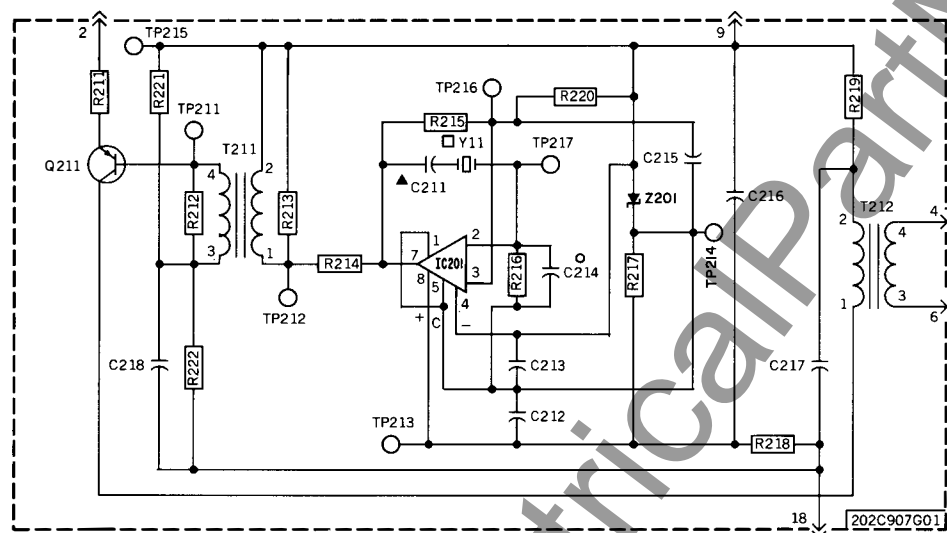 2
TP215
9
R211
R221
TP211
T211
Q211
4
R212
3
2
1
R213
TP212
R214
R222
C218
TP216
R220
R215
Y11
TP217
C211
C215
Z201
C216
R219
T212
2
4
4
1
3
6
7
1
2
8
5
3
4
IC201
+
C
−
R216
C214
R217
TP214
C213
C212
C217
TP213
R218
18
202C907G01
ctricalPartM